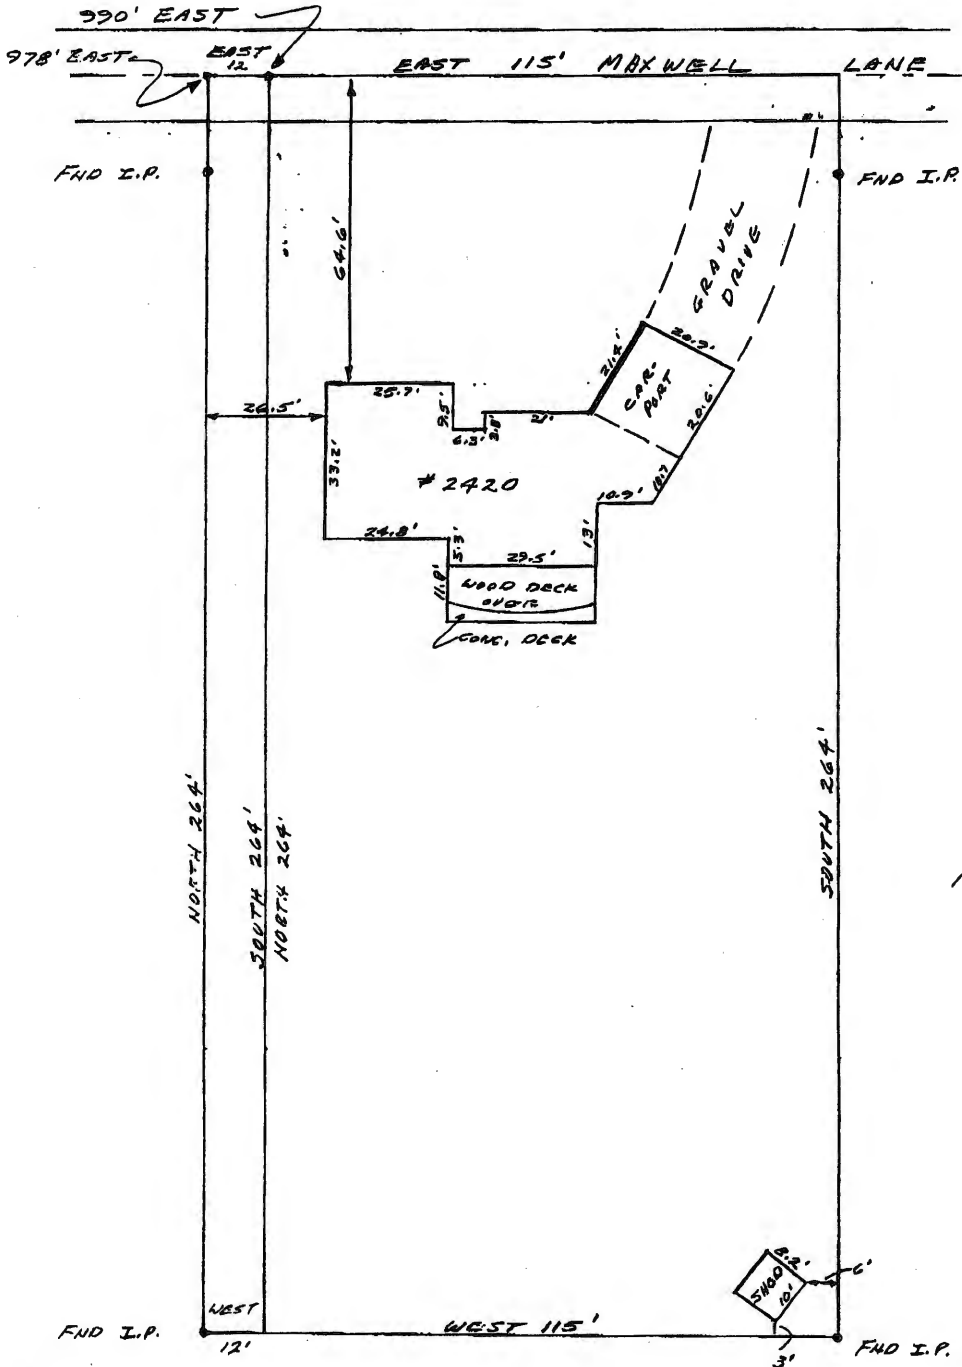 990' EAST
978' EAST
EAST
12
EAST 115' MAXWELL LANE
FND I.P.
FND I.P.
64.6'
GRAVEL
DRIVE
20.3'
21.4'
CAR-
PORT
20.6'
25.7'
9.5'
6.3'
3.8'
21'
26.5'
33.2'
#2420
10.9'
10.7
24.8'
5.3'
29.5'
13'
11.8'
WOOD DECK
OVER
CONC. DECK
NORTH 264'
SOUTH 264'
NORTH 264'
SOUTH 264'
8.2'
SHED
10'
6'
WEST
12'
WEST 115'
3'
FND I.P.
FND I.P.